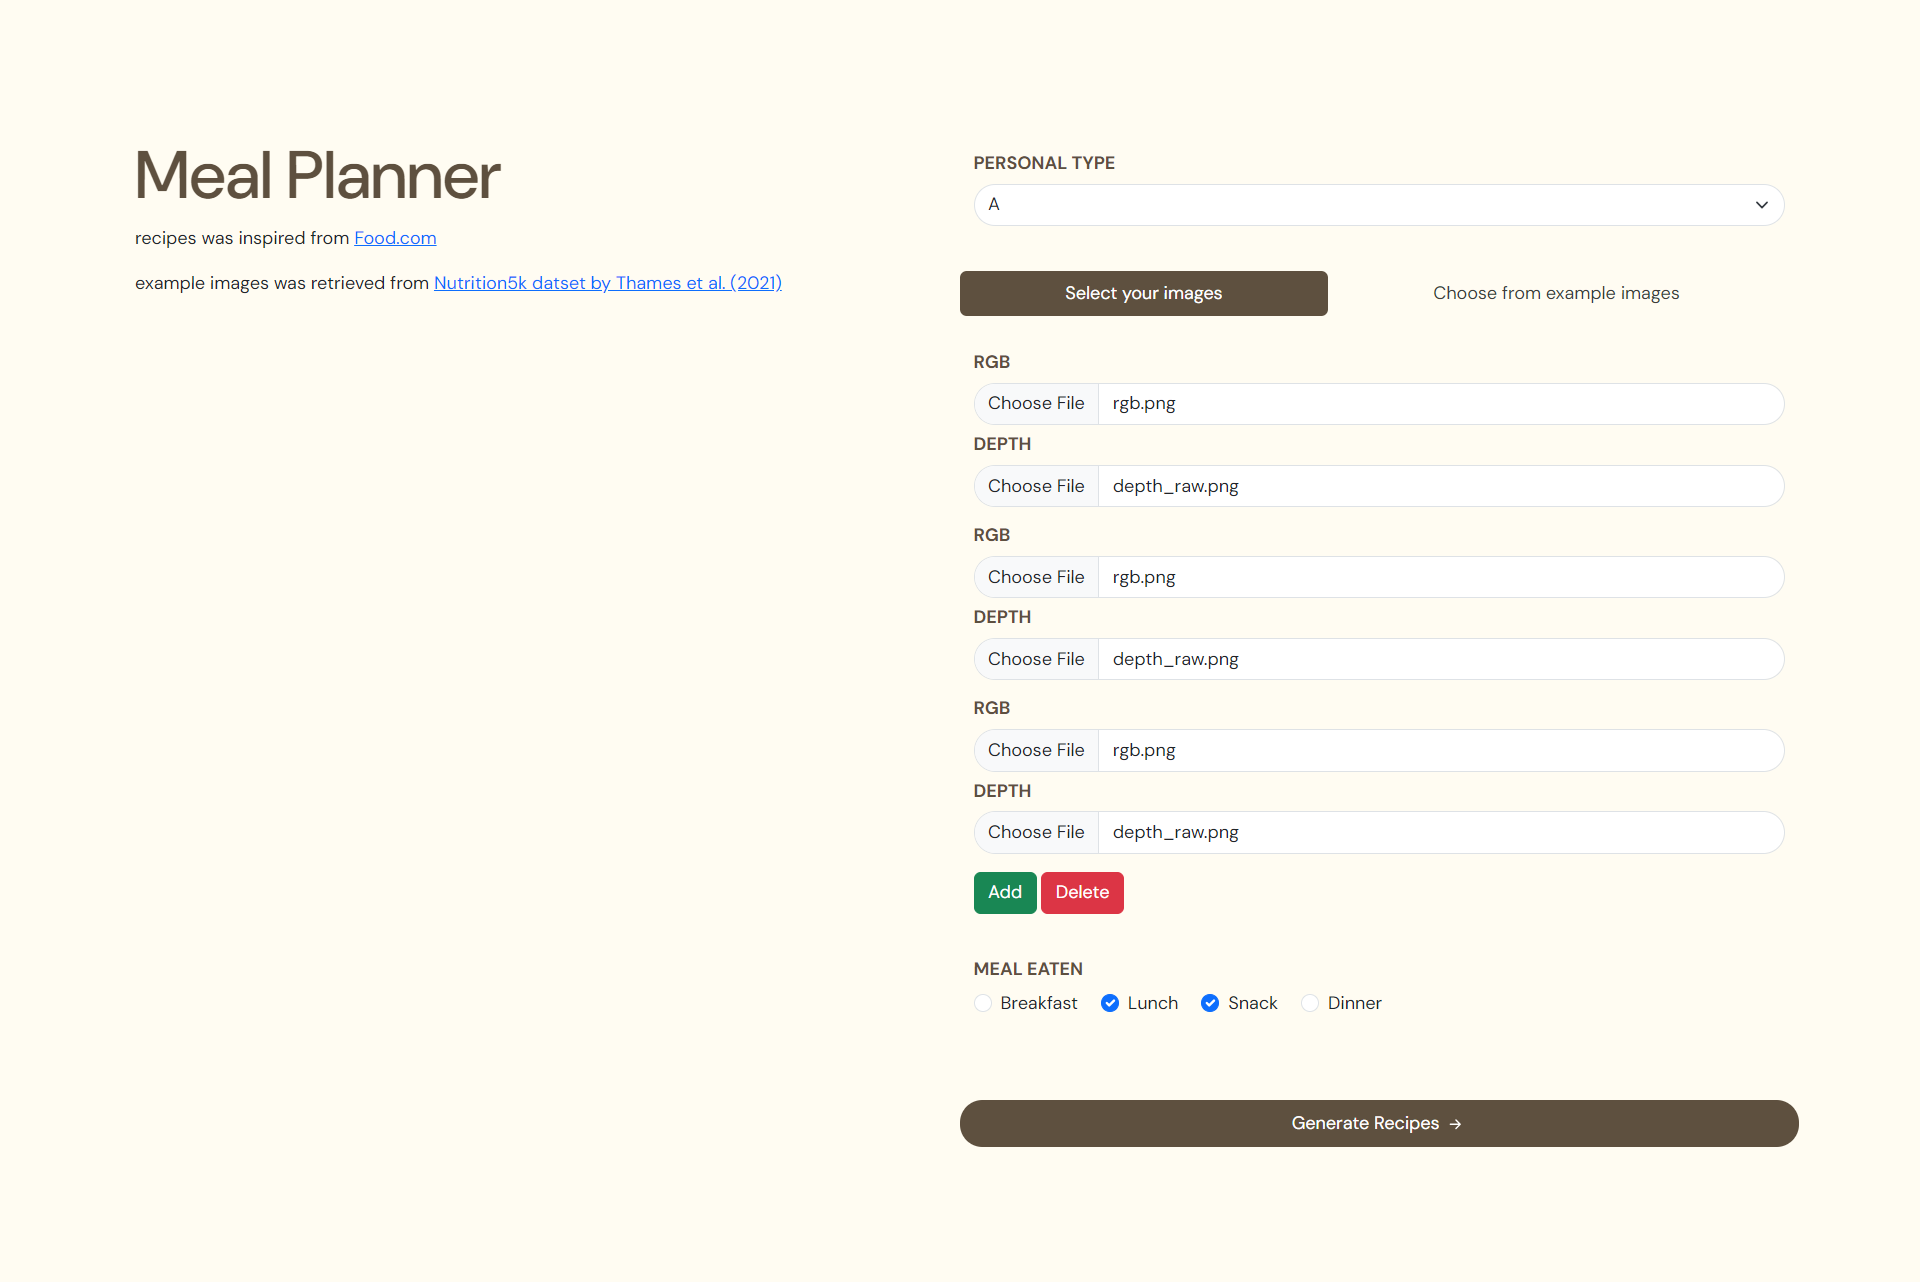 Meal Planner
recipes was inspired from Food.com
example images was retrieved from Nutrition5k datset by Thames et al. (2021)
PERSONAL TYPE
A
Select your images
Choose from example images
RGB
Choose File rgb.png
DEPTH
Choose File depth_raw.png
RGB
Choose File rgb.png
DEPTH
Choose File depth_raw.png
RGB
Choose File rgb.png
DEPTH
Choose File depth_raw.png
Add Delete
MEAL EATEN
Breakfast Lunch Snack Dinner
Generate Recipes →